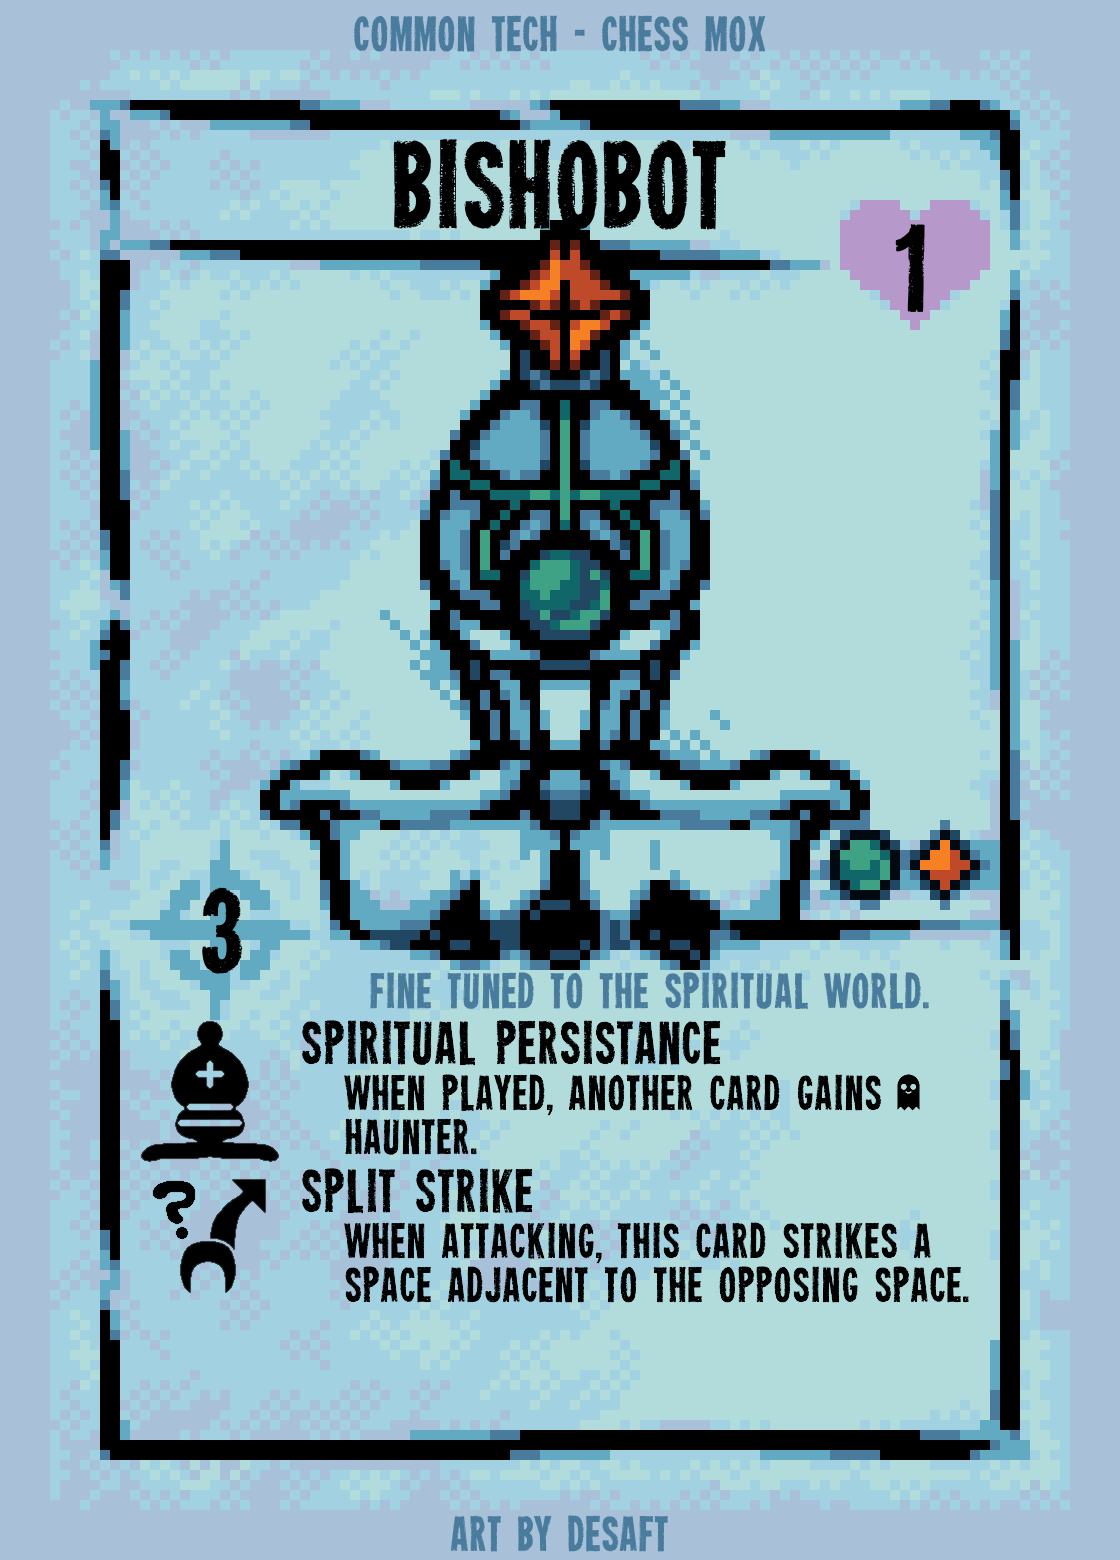 COMMON TECH - CHESS MOX
BISHOBOT
1
3
FINE TUNED TO THE SPIRITUAL WORLD.
SPIRITUAL PERSISTANCE
WHEN PLAYED, ANOTHER CARD GAINS
HAUNTER.
?
SPLIT STRIKE
WHEN ATTACKING, THIS CARD STRIKES A
SPACE ADJACENT TO THE OPPOSING SPACE.
ART BY DESAFT